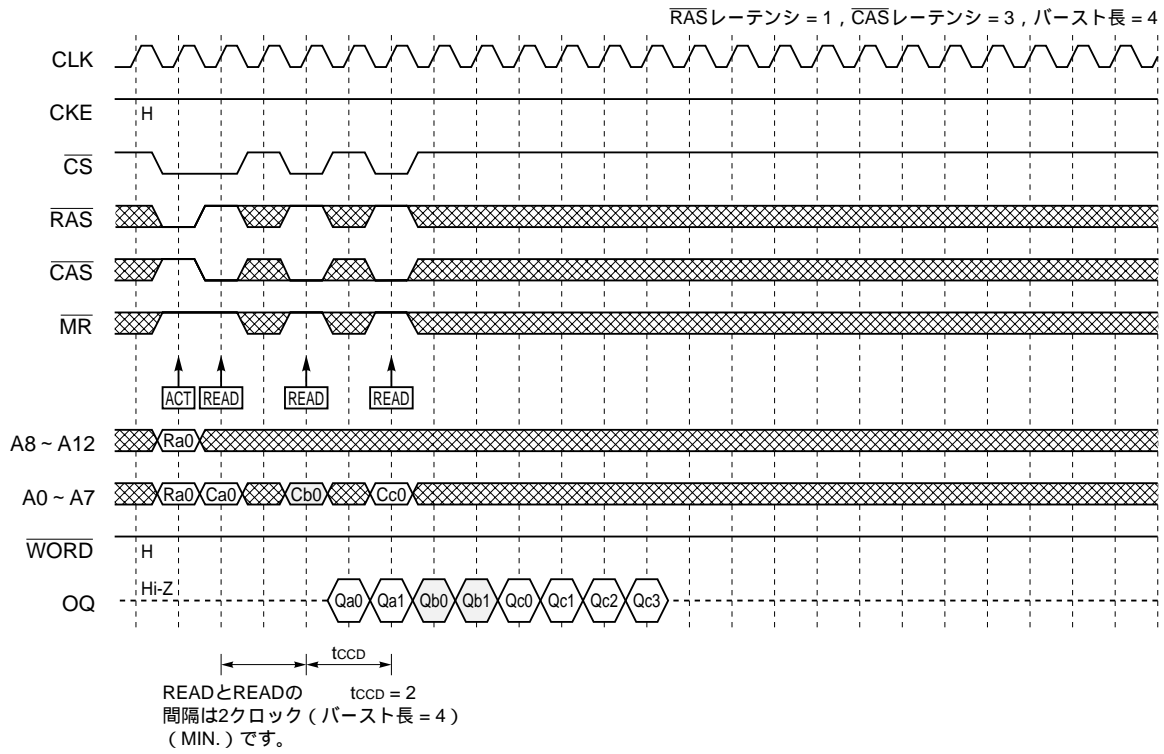 RASレーテンシ = 1 , CASレーテンシ = 3 , バースト長 = 4
CLK
CKE H
CS
RAS
CAS
MR
ACT READ READ READ
A8 ~ A12 Ra0
A0 ~ A7 Ra0 Ca0 Cb0 Cc0
WORD H
OQ Hi-Z Qa0 Qa1 Qb0 Qb1 Qc0 Qc1 Qc2 Qc3
tCCD
READとREADの tCCD = 2
間隔は2クロック ( バースト長 = 4 )
( MIN. ) です。